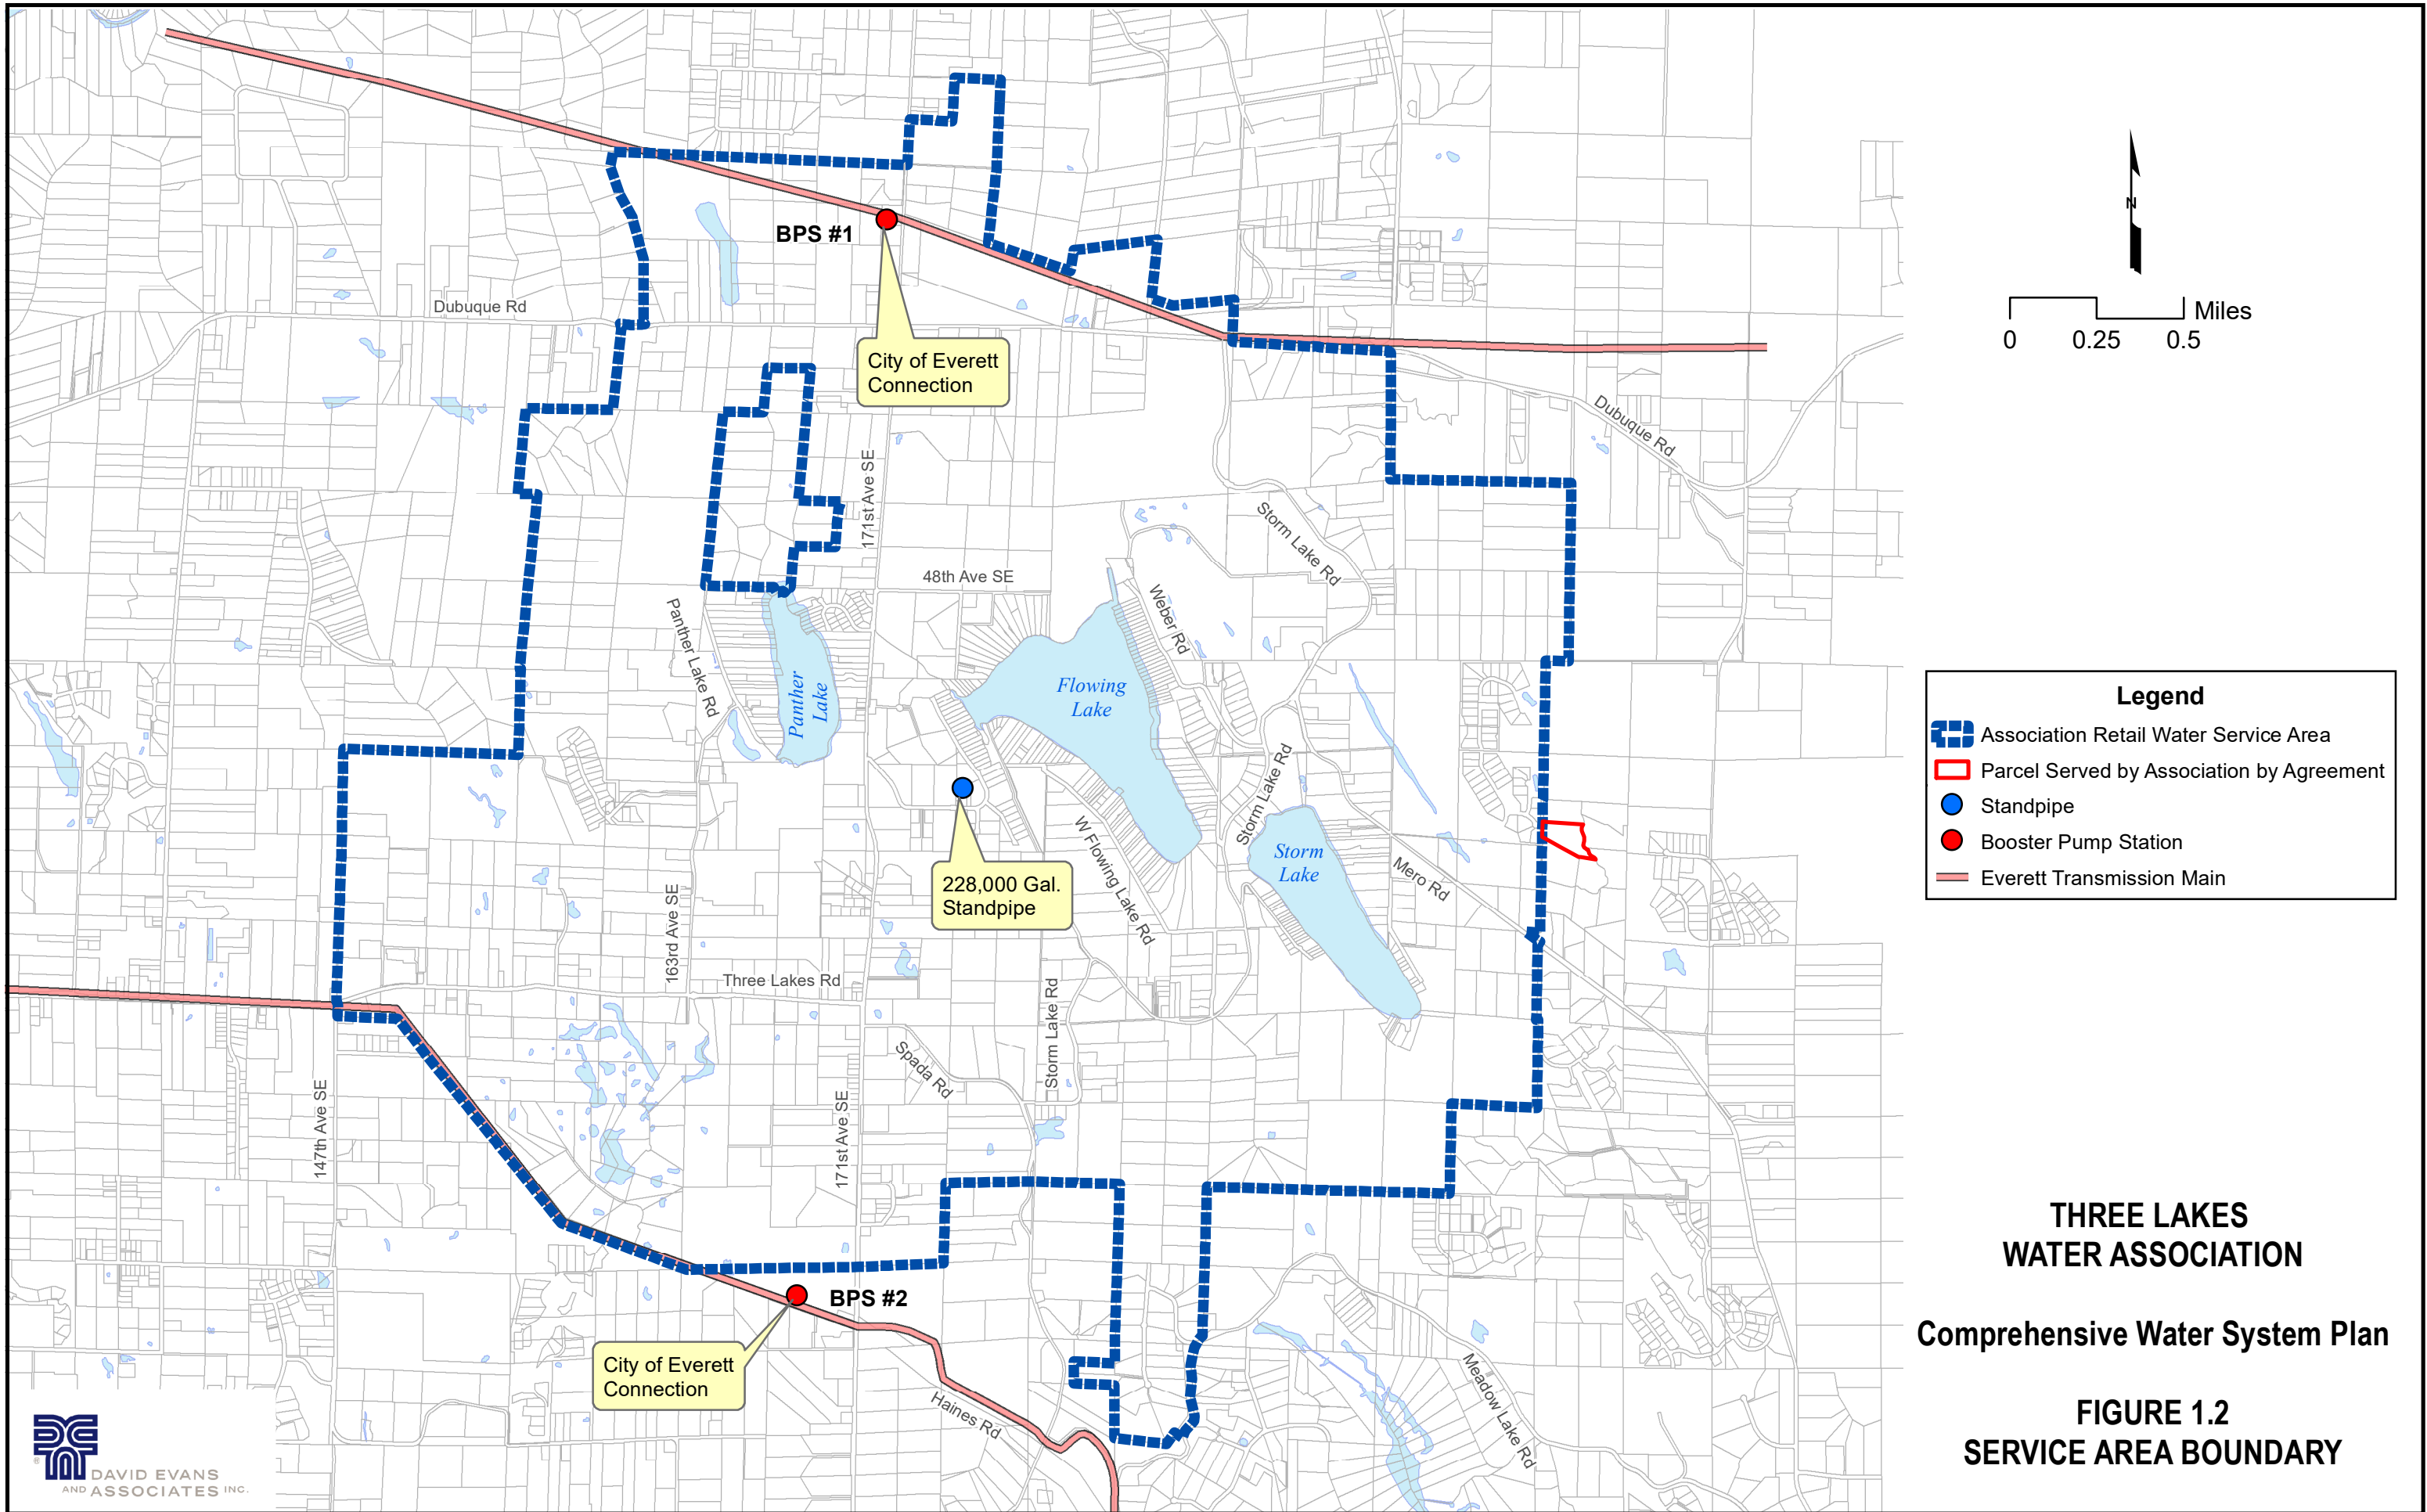 BPS #1
Dubuque Rd
City of Everett
Connection
Dubuque Rd
171st Ave SE
Storm Lake Rd
48th Ave SE
Weber Rd
Panther Lake Rd
Panther
Lake
Flowing
Lake
Storm Lake Rd
228,000 Gal.
Standpipe
W Flowing Lake Rd
Storm
Lake
Mero Rd
163rd Ave SE
Three Lakes Rd
Storm Lake Rd
Spada Rd
147th Ave SE
171st Ave SE
BPS #2
City of Everett
Connection
Haines Rd
Meadow Lake Rd
DAVID EVANS
AND ASSOCIATES INC.
®
N
Miles
0 0.25 0.5
Legend
Association Retail Water Service Area
Parcel Served by Association by Agreement
Standpipe
Booster Pump Station
Everett Transmission Main
THREE LAKES
WATER ASSOCIATION
Comprehensive Water System Plan
FIGURE 1.2
SERVICE AREA BOUNDARY